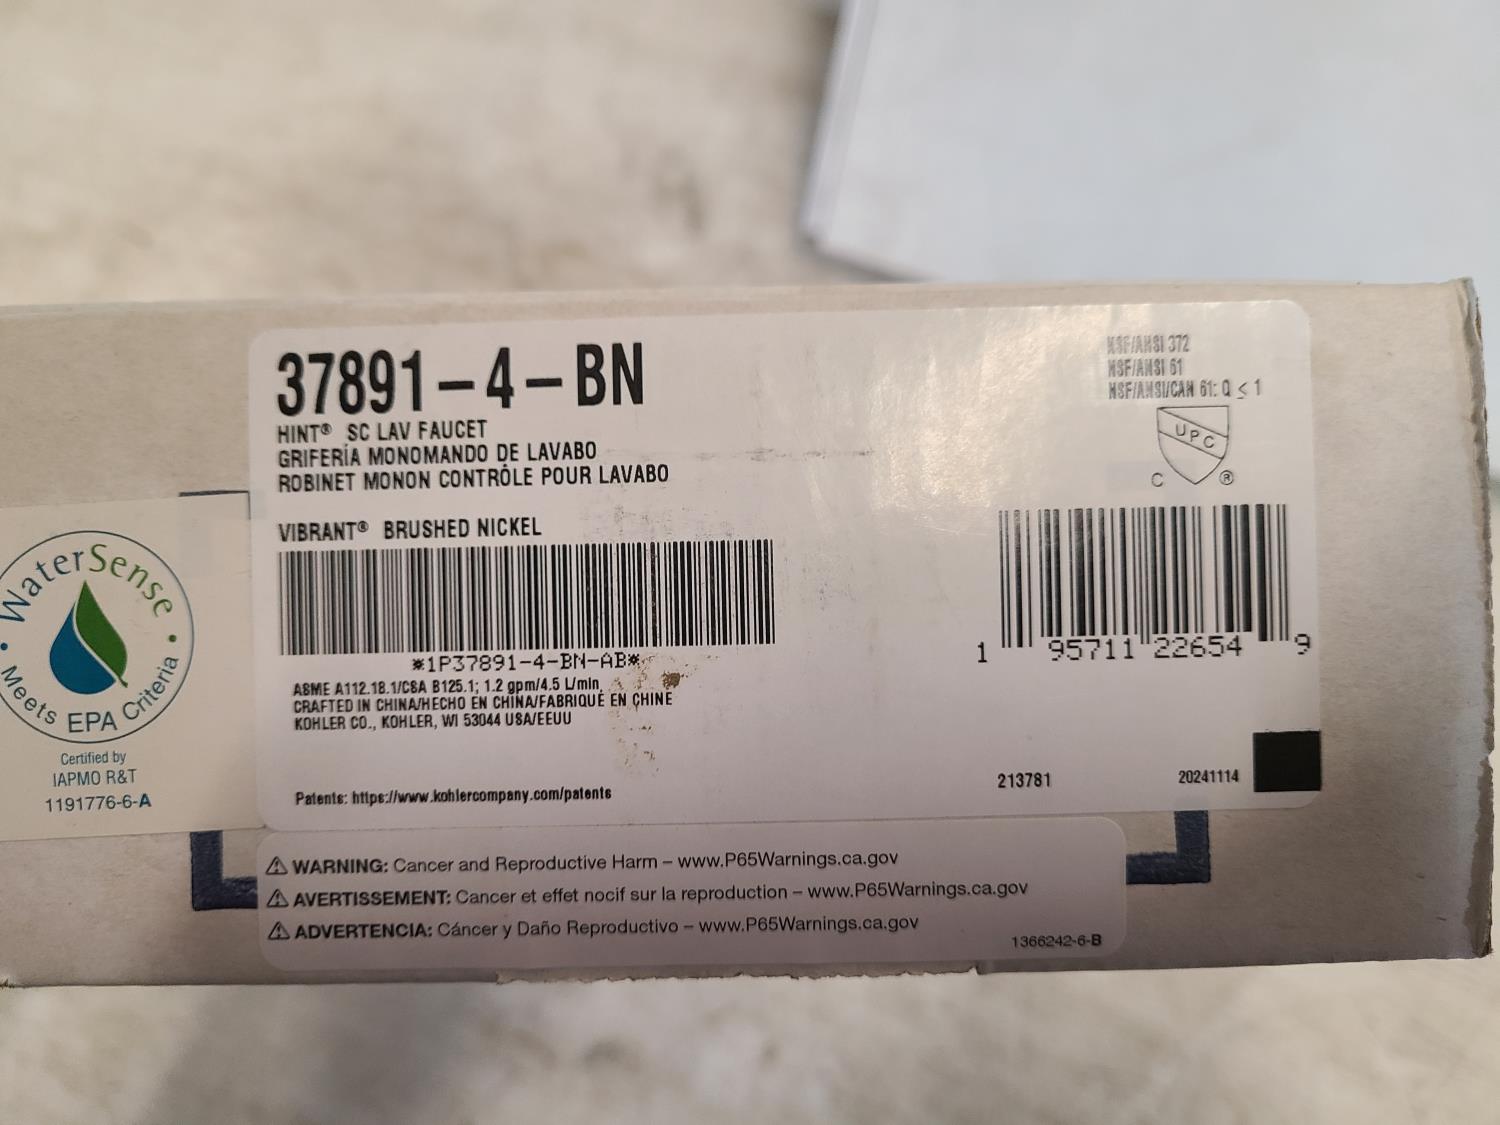 37891-4-BN
HINT® SC LAV FAUCET
GRIFERÍA MONOMANDO DE LAVABO
ROBINET MONON CONTRÔLE POUR LAVABO
VIBRANT® BRUSHED NICKEL
*1P37891-4-BN-AB*
ASME A112.18.1/CSA B125.1; 1.2 gpm/4.5 L/min
CRAFTED IN CHINA/HECHO EN CHINA/FABRIQUÉ EN CHINE
KOHLER CO., KOHLER, WI 53044 USA/EEUU
Patents: https://www.kohlercompany.com/patents
NSF/ANSI 372
NSF/ANSI 61
NSF/ANSI/CAN 61: Q ≤ 1
UPC
C ®
1 95711 22654 9
213781
20241114
WaterSense
Meets EPA Criteria
Certified by
IAPMO R&T
1191776-6-A
⚠ WARNING: Cancer and Reproductive Harm – www.P65Warnings.ca.gov
⚠ AVERTISSEMENT: Cancer et effet nocif sur la reproduction – www.P65Warnings.ca.gov
⚠ ADVERTENCIA: Cáncer y Daño Reproductivo – www.P65Warnings.ca.gov
1366242-6-B